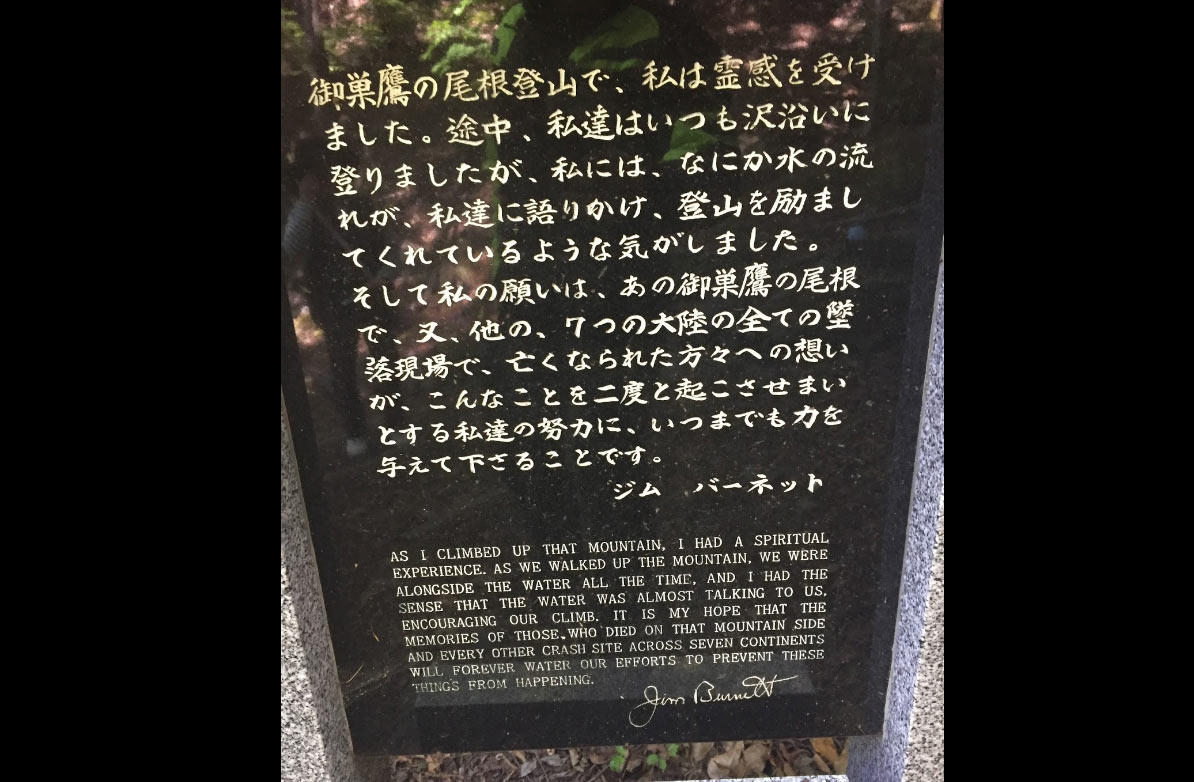 御巣鷹の尾根登山で、私は霊感を受け
ました。途中、私達はいつも沢沿いに
登りましたが、私には、なにか水の流
れが、私達に語りかけ、登山を励まし
てくれているような気がしました。
そして私の願いは、あの御巣鷹の尾根
で、又、他の、7つの大陸の全ての墜
落現場で、亡くなられた方々への想い
が、こんなことを二度と起こさせまい
とする私達の努力に、いつまでも力を
与えて下さることです。
ジム バーネット
AS I CLIMBED UP THAT MOUNTAIN, I HAD A SPIRITUAL
EXPERIENCE. AS WE WALKED UP THE MOUNTAIN, WE WERE
ALONGSIDE THE WATER ALL THE TIME, AND I HAD THE
SENSE THAT THE WATER WAS ALMOST TALKING TO US,
ENCOURAGING OUR CLIMB. IT IS MY HOPE THAT THE
MEMORIES OF THOSE WHO DIED ON THAT MOUNTAIN SIDE
AND EVERY OTHER CRASH SITE ACROSS SEVEN CONTINENTS
WILL FOREVER WATER OUR EFFORTS TO PREVENT THESE
THINGS FROM HAPPENING.
Jim Burnett